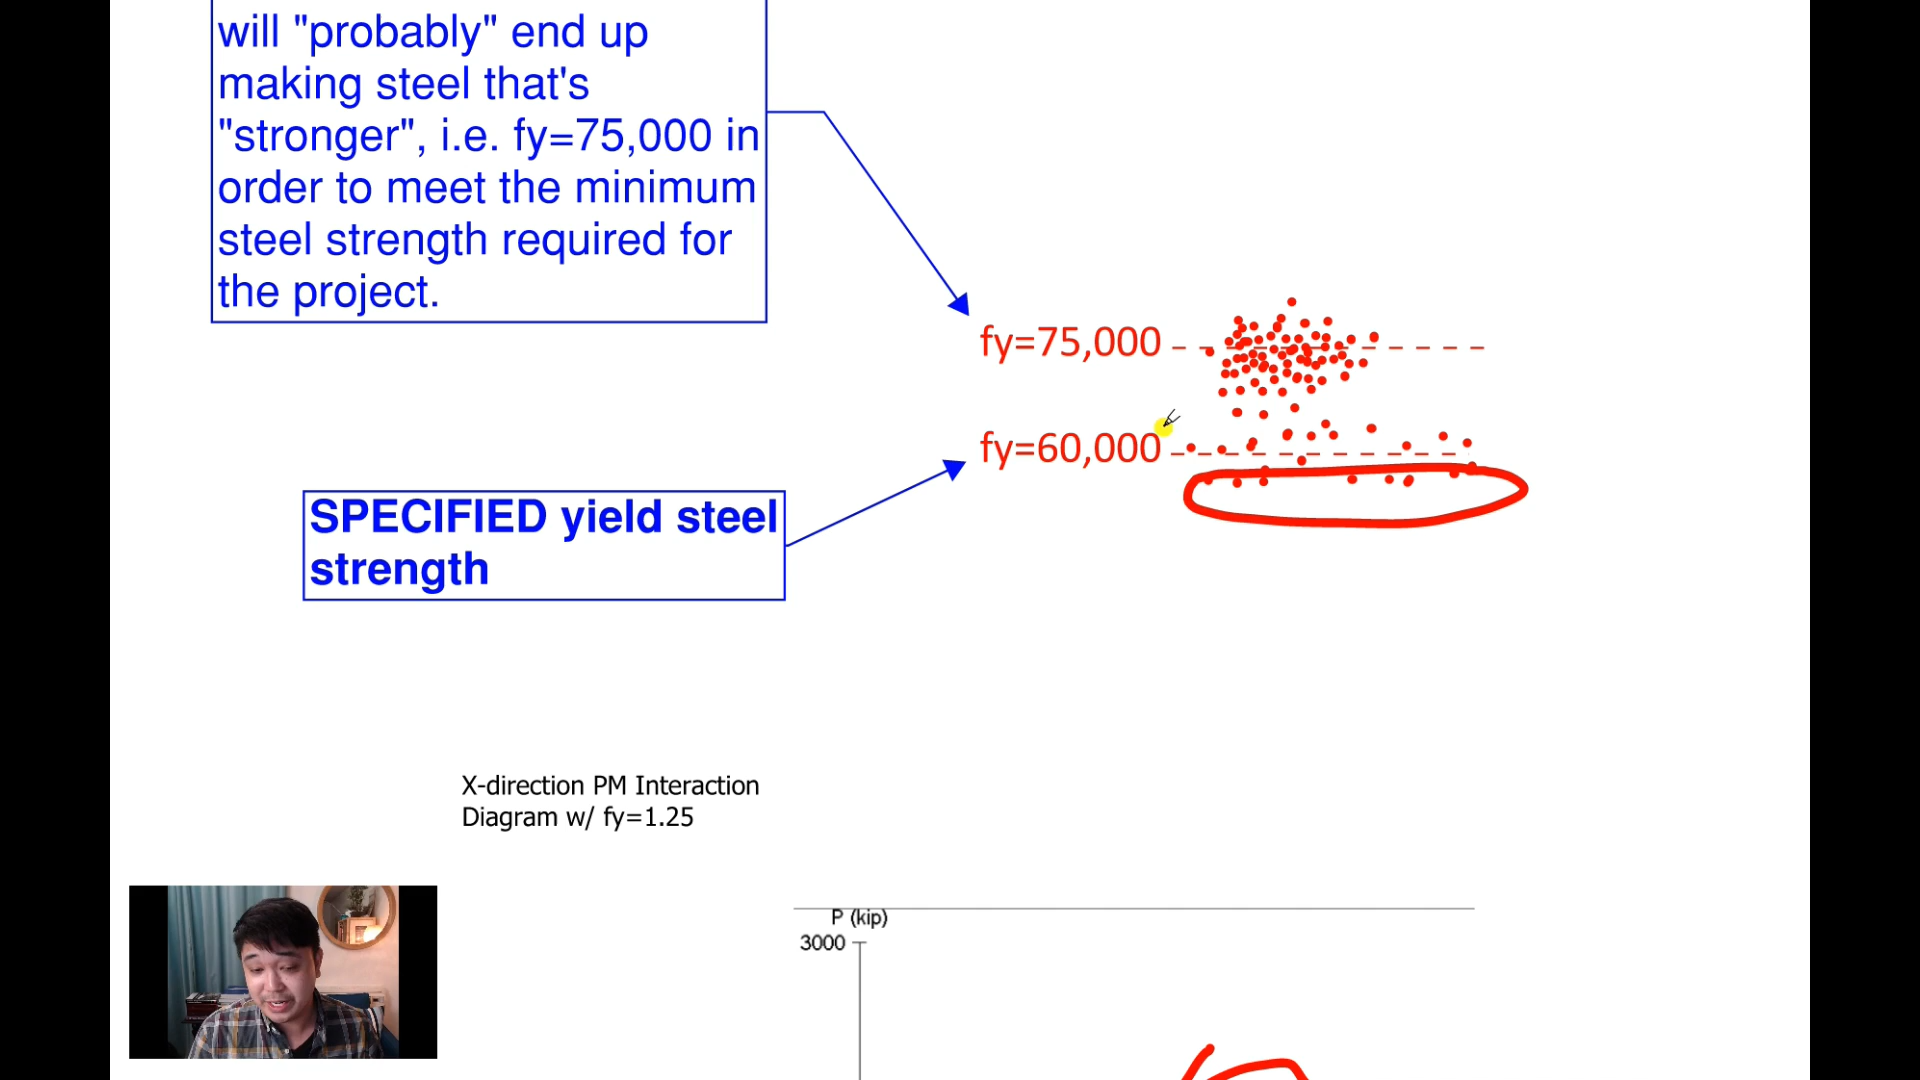 will "probably" end up
making steel that's
"stronger", i.e. fy=75,000 in
order to meet the minimum
steel strength required for
the project.
fy=75,000
fy=60,000
SPECIFIED yield steel
strength
X-direction PM Interaction
Diagram w/ fy=1.25
P (kip)
3000